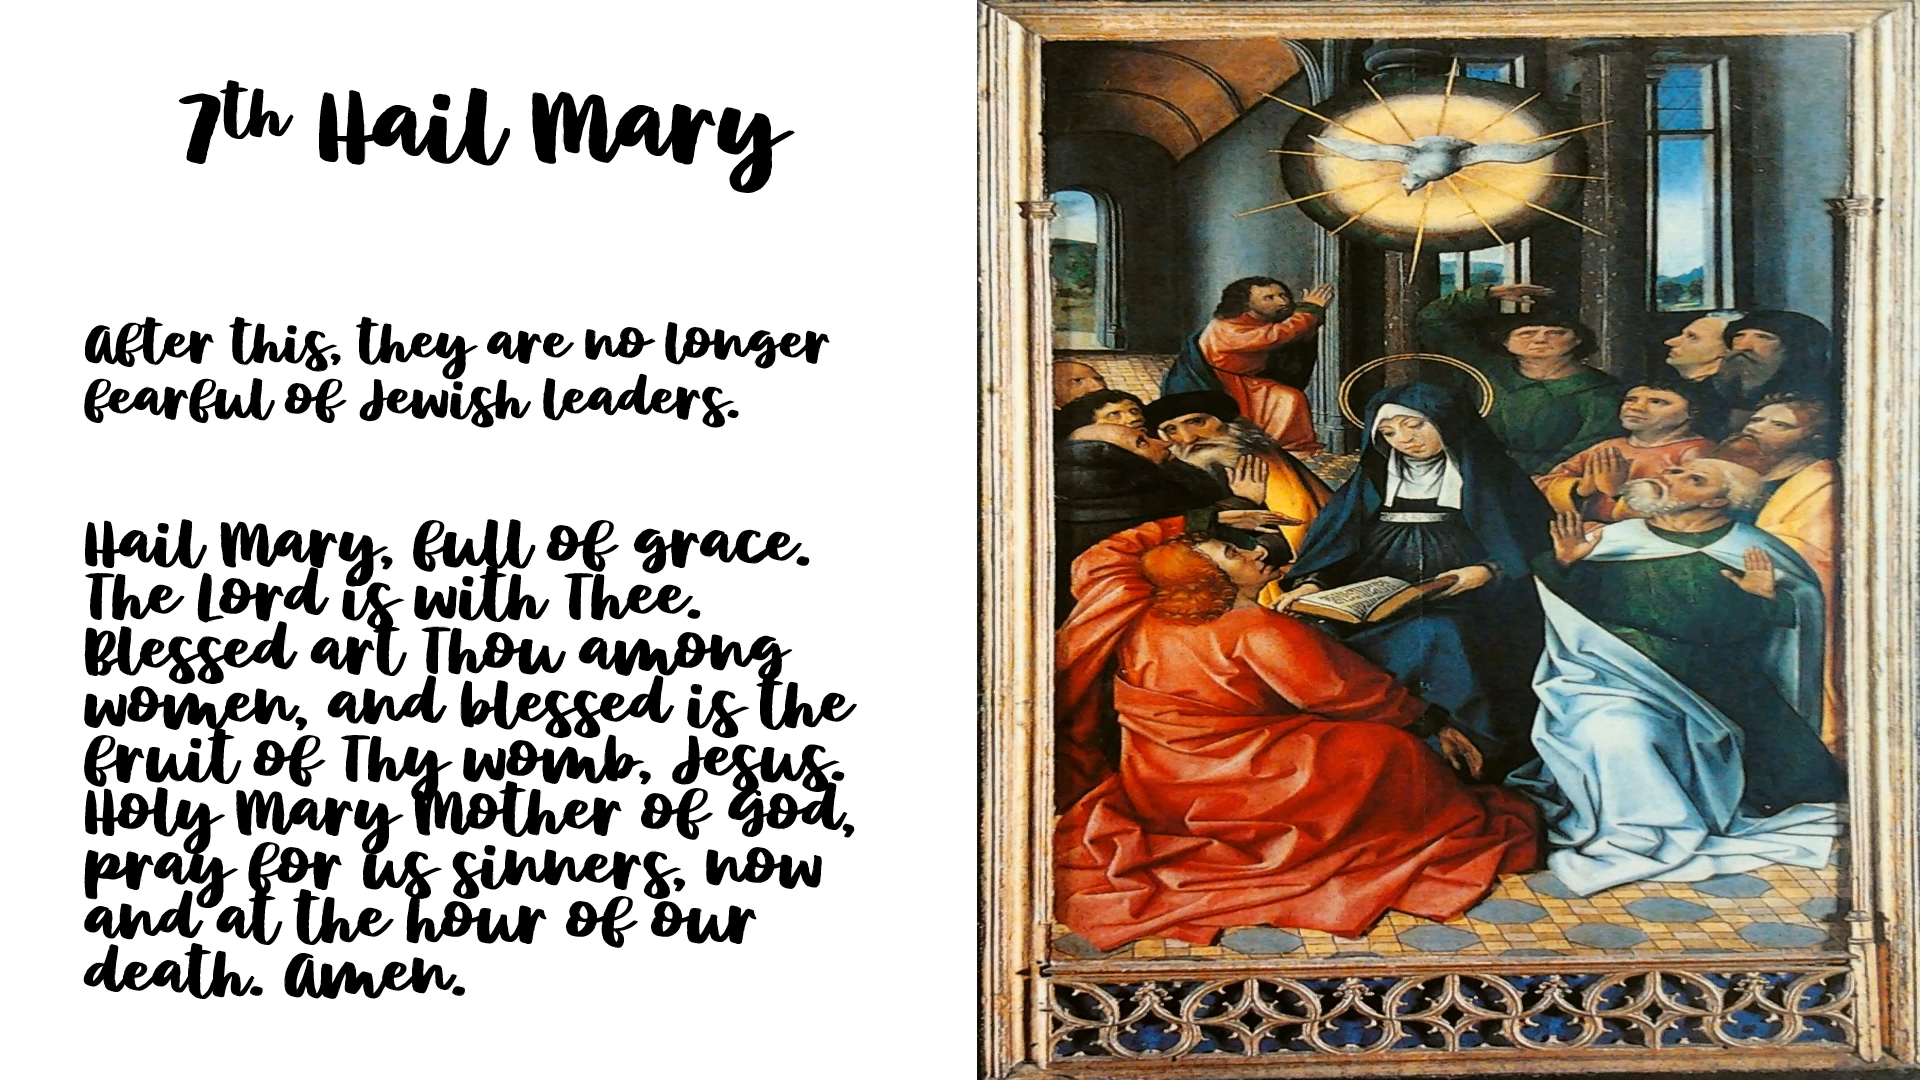 7th Hail Mary
After this, they are no longer
fearful of Jewish leaders.
Hail Mary, full of grace.
The Lord is with Thee.
Blessed art Thou among
women, and blessed is the
fruit of Thy womb, Jesus.
Holy Mary Mother of God,
pray for us sinners, now
and at the hour of our
death. Amen.